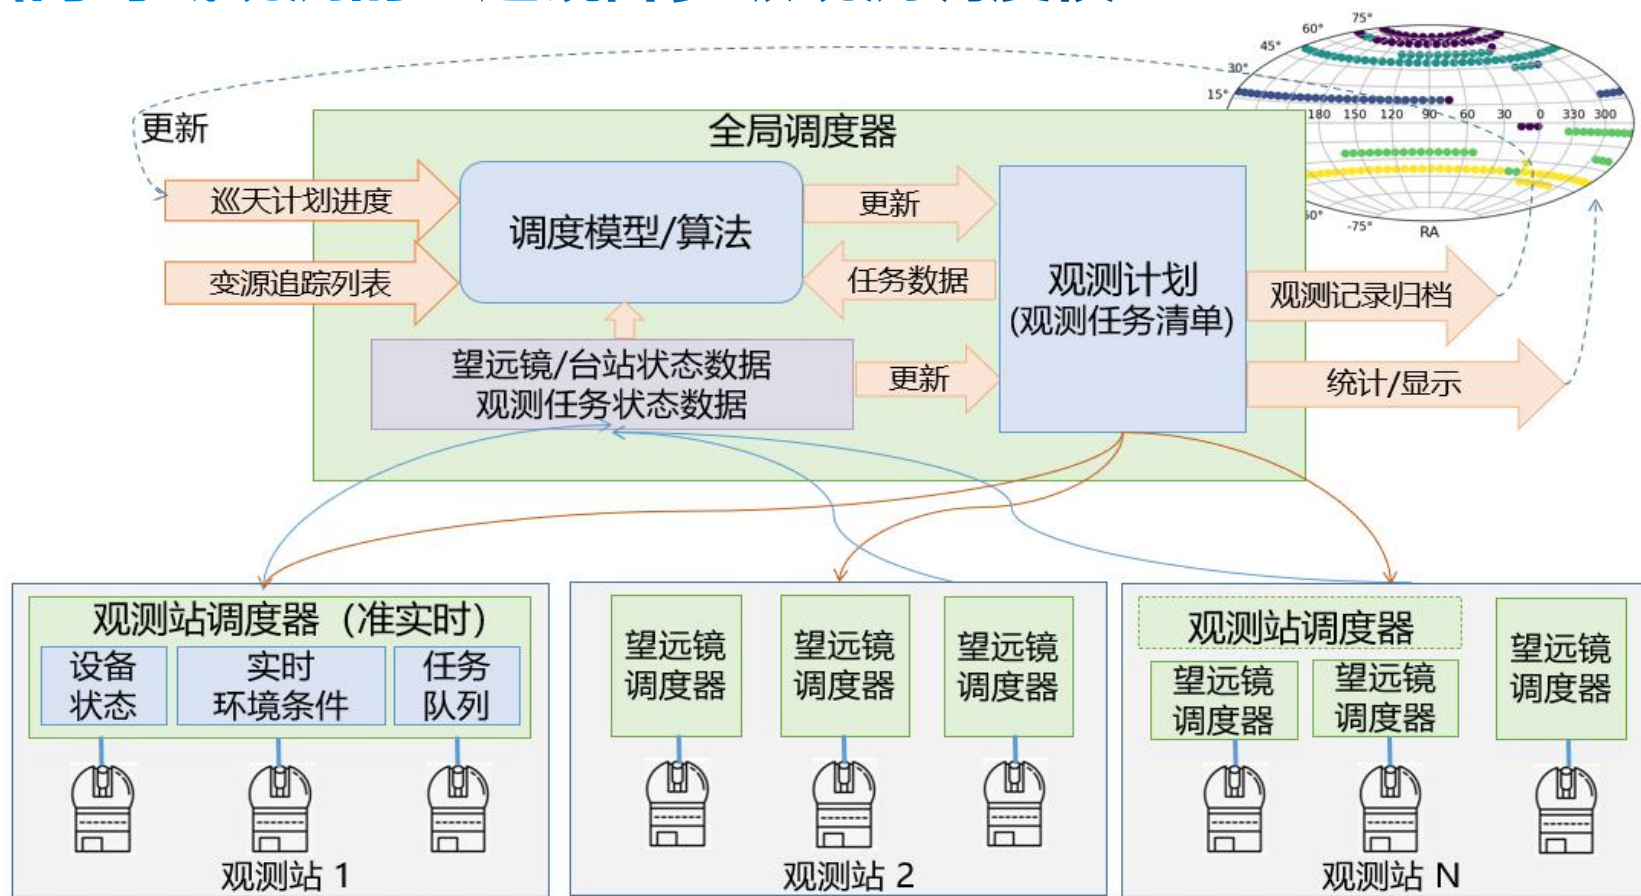 75°
60°
45°
30°
15°
180 150 120 90 60 30 0 330 300
-75°
RA
更新
全局调度器
巡天计划进度
变源追踪列表
调度模型/算法
更新
任务数据
观测计划
(观测任务清单)
望远镜/台站状态数据
观测任务状态数据
更新
观测记录归档
统计/显示
观测站调度器（准实时）
设备
状态
实时
环境条件
任务
队列
观测站 1
望远镜
调度器
望远镜
调度器
望远镜
调度器
观测站 2
观测站调度器
望远镜
调度器
望远镜
调度器
望远镜
调度器
观测站 N